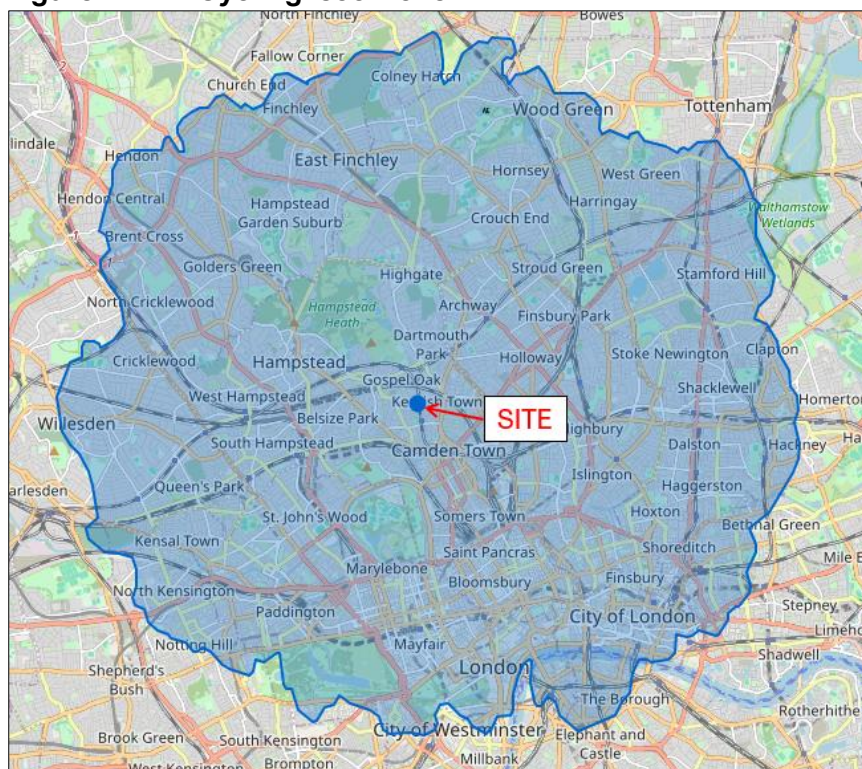 North Finchley
Bowes
Fallow Corner
Colney Hatch
Church End
Finchley
Wood Green
Tottenham
Hendon
East Finchley
Hornsey
West Green
Hendon Central
Hampstead
Garden Suburb
Harringay
Crouch End
Walthamstow
Wetlands
Brent Cross
Golders Green
Highgate
Stroud Green
Stamford Hill
North Cricklewood
Hampstead
Heath
Archway
Finsbury Park
Dartmouth
Park
Cricklewood
Hampstead
Holloway
Stoke Newington
Clapton
Gospel Oak
Shacklewell
West Hampstead
Homerton
SITE
Willesden
Belsize Park
South Hampstead
Camden Town
Dalston
Hackney
Queen's Park
Islington
Haggerston
St. John's Wood
Somers Town
Hoxton
Bethnal Green
Kensal Town
Saint Pancras
Shoreditch
Marylebone
Bloomsbury
Finsbury
North Kensington
Paddington
City of London
Stepney
Notting Hill
Mayfair
London
Shadwell
Shepherd's
Bush
The Borough
Rotherhithe
Brook Green
South Kensington
City of Westminster
Elephant and
Castle
Millbank
Brompton
West Kensington